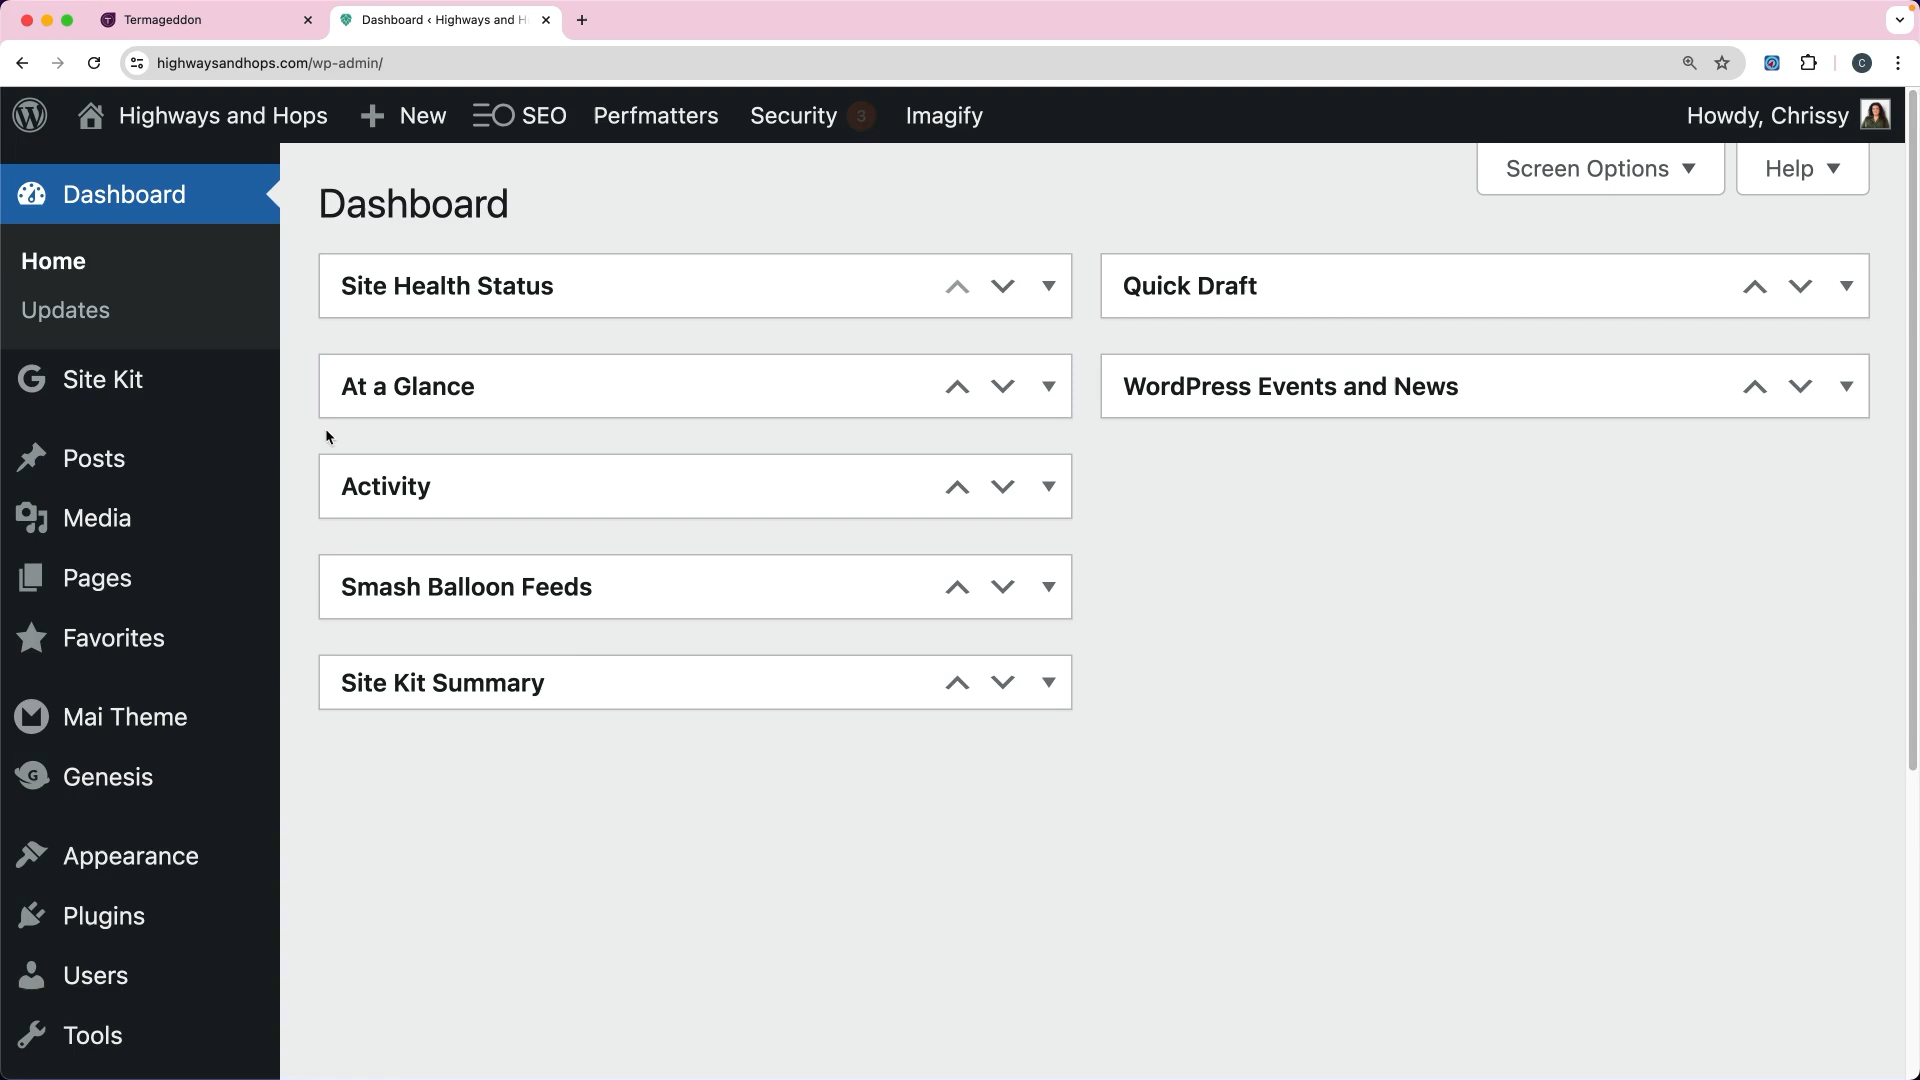 Termageddon
Dashboard ‹ Highways and H
highwaysandhops.com/wp-admin/
C
Highways and Hops
New
SEO
Perfmatters
Security 3
Imagify
Howdy, Chrissy
Screen Options
Help
Dashboard
Home
Updates
Site Kit
Posts
Media
Pages
Favorites
Mai Theme
Genesis
Appearance
Plugins
Users
Tools
Dashboard
Site Health Status
At a Glance
Activity
Smash Balloon Feeds
Site Kit Summary
Quick Draft
WordPress Events and News